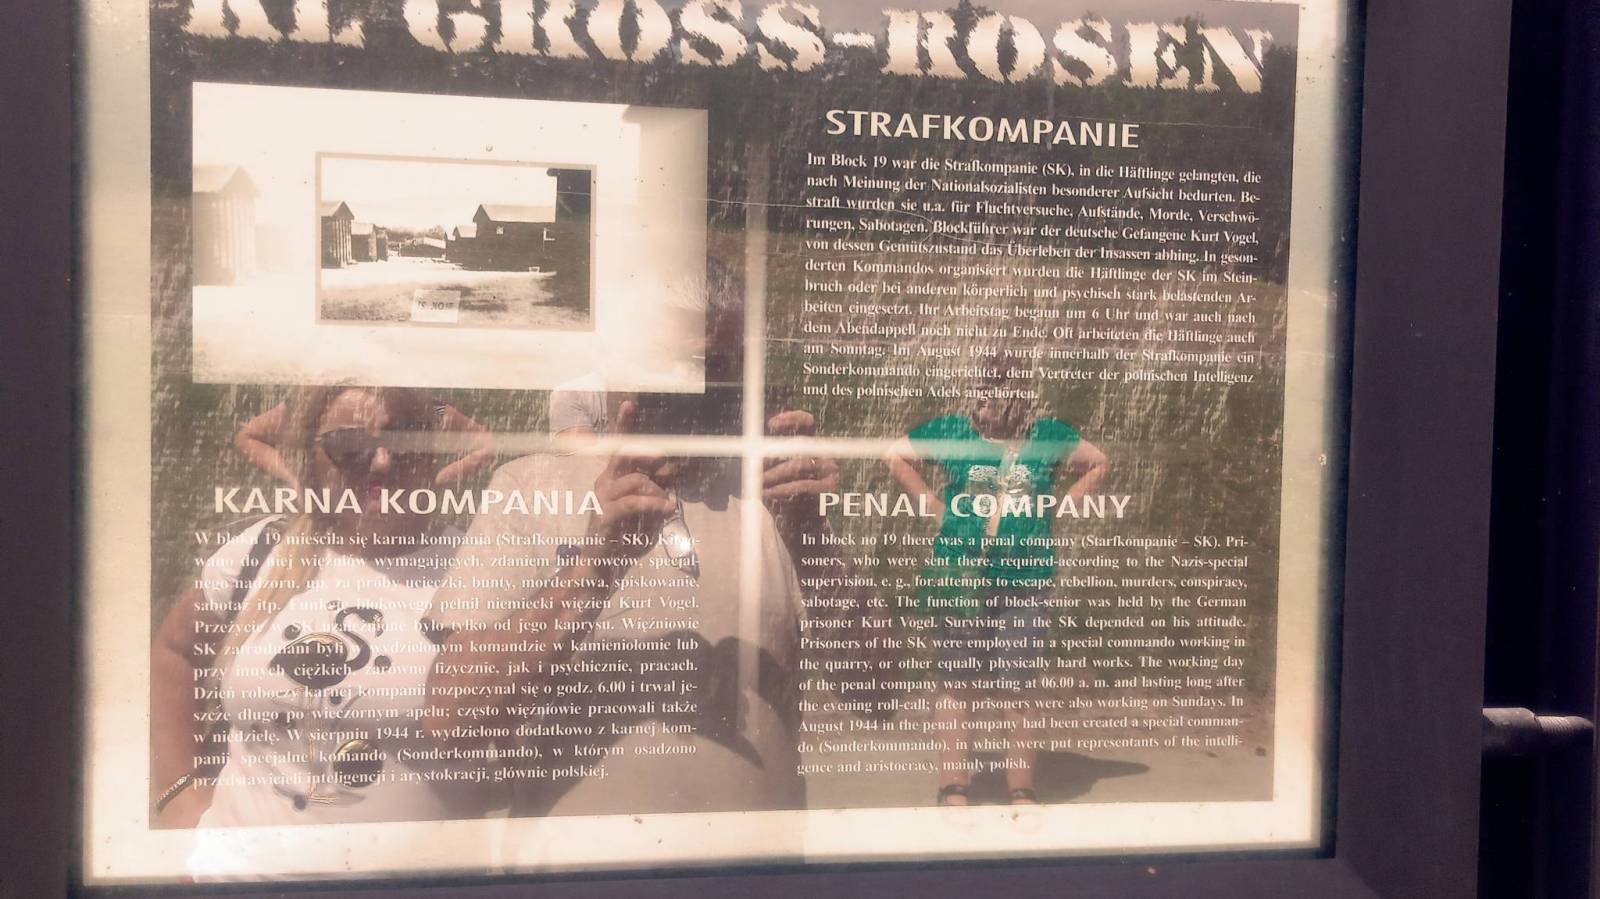 KL GROSS-ROSEN
STRAFKOMPANIE
Im Block 19 war die Strafkompanie (SK), in die Häftlinge gelangten, die
nach Meinung der Nationalsozialisten besonderer Aufsicht bedurten. Be-
straft wurden sie u.a. für Fluchtversuche, Aufstände, Morde, Verschwö-
rungen, Sabotagen. Blockführer war der deutsche Gefangene Kurt Vogel,
von dessen Gemütszustand das Überleben der Insassen abhing. In geson-
derten Kommandos organisiert wurden die Häftlinge der SK im Stein-
bruch oder bei anderen körperlich und psychisch stark belastenden Ar-
beiten eingesetzt. Ihr Arbeitstag begann um 6 Uhr und war auch nach
dem Abendappell noch nicht zu Ende. Oft arbeiteten die Häftlinge auch
am Sonntag. Im August 1944 wurde innerhalb der Strafkompanie ein
Sonderkommando eingerichtet, dem Vertreter der polnischen Intelligenz
und des polnischen Adels angehörten.
KARNA KOMPANIA
W bloku 19 mieściła się karna kompania (Strafkompanie – SK). Kiero-
wano do niej więźniów wymagających, zdaniem hitlerowców, specjal-
nego nadzoru, np. za próby ucieczki, bunty, morderstwa, spiskowanie,
sabotaż itp. Funkcję blokowego pełnił niemiecki więzień Kurt Vogel.
Przeżycie w SK uzależnione było tylko od jego kaprysu. Więźniowie
SK zatrudniani byli w wydzielonym komandzie w kamieniołomie lub
przy innych ciężkich, zarówno fizycznie, jak i psychicznie, pracach.
Dzień roboczy karnej kompanii rozpoczynał się o godz. 6.00 i trwał je-
szcze długo po wieczornym apelu; często więźniowie pracowali także
w niedzielę. W sierpniu 1944 r. wydzielono dodatkowo z karnej kom-
panii specjalne komando (Sonderkommando), w którym osadzono
przedstawicieli inteligencji i arystokracji, głównie polskiej.
PENAL COMPANY
In block no 19 there was a penal company (Starfkompanie – SK). Pri-
soners, who were sent there, required-according to the Nazis-special
supervision, e. g., for attempts to escape, rebellion, murders, conspiracy,
sabotage, etc. The function of block-senior was held by the German
prisoner Kurt Vogel. Surviving in the SK depended on his attitude.
Prisoners of the SK were employed in a special commando working in
the quarry, or other equally physically hard works. The working day
of the penal company was starting at 06.00 a. m. and lasting long after
the evening roll-call; often prisoners were also working on Sundays. In
August 1944 in the penal company had been created a special comman-
do (Sonderkommando), in which were put representants of the intelli-
gence and aristocracy, mainly polish.